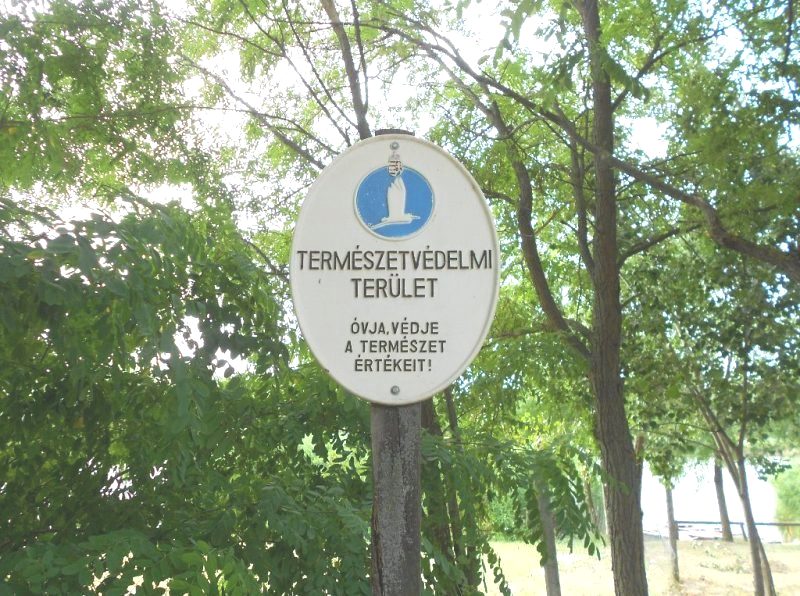 TERMÉSZETVÉDELMI
TERÜLET
ÓVJA, VÉDJE
A TERMÉSZET
ÉRTÉKEIT!